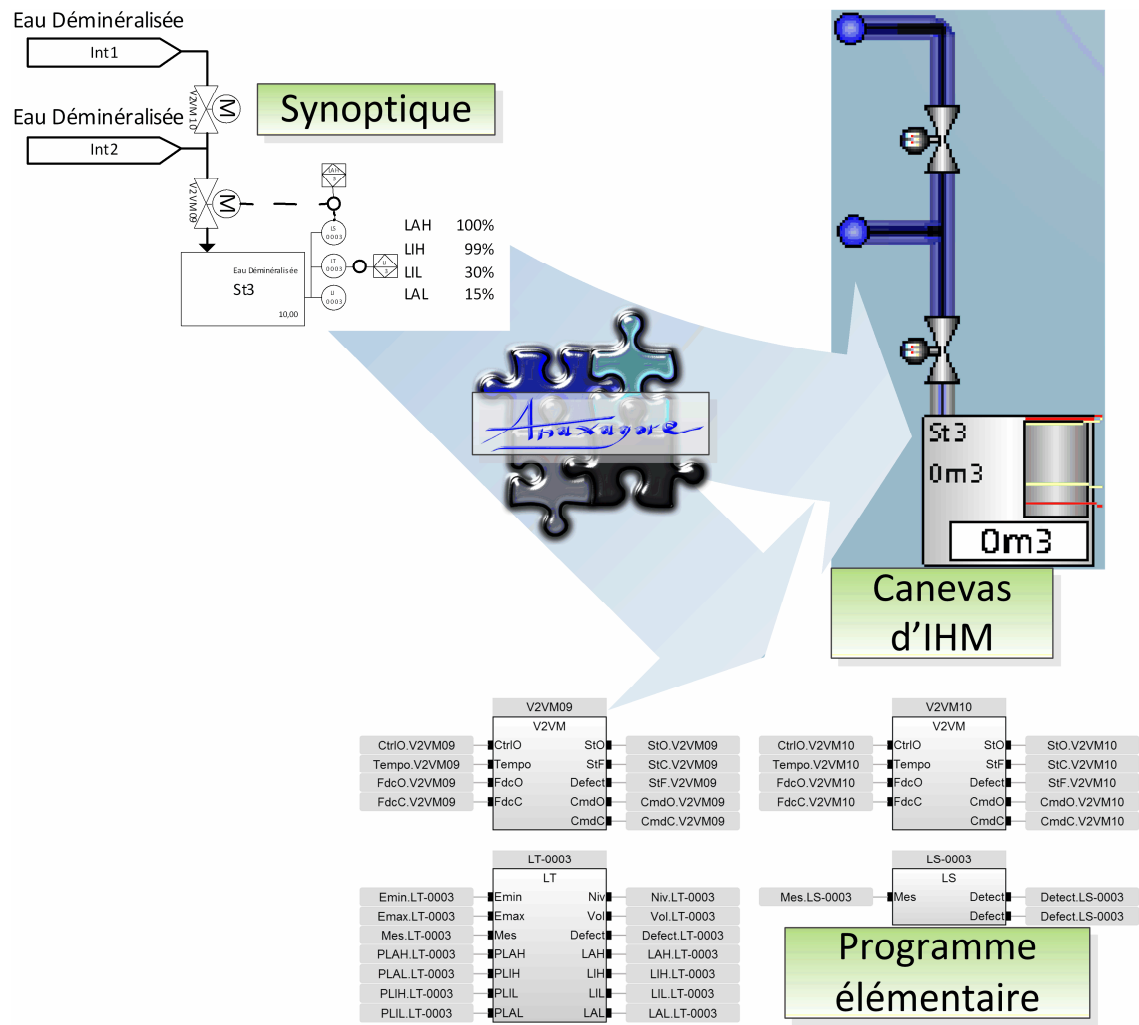 Eau Déminéralisée
Int1
V2VM10
M
Synoptique
Eau Déminéralisée
Int2
V2VM09
M
LAH
LS
0003
LAH 100%
LIH 99%
LIL 30%
LAL 15%
0003
0003
Eau Déminéralisée
St3
10,00
Anaxagore
St3
0m3
0m3
Canevas
d’IHM
V2VM09
V2VM
CtrlO.V2VM09 CtrlO StO StO.V2VM09
Tempo.V2VM09 Tempo StF StC.V2VM09
FdcO.V2VM09 FdcO Defect StF.V2VM09
FdcC.V2VM09 FdcC CmdO CmdO.V2VM09
CmdC CmdC.V2VM09
V2VM10
V2VM
CtrlO.V2VM10 CtrlO StO StO.V2VM10
Tempo.V2VM10 Tempo StF StC.V2VM10
FdcO.V2VM10 FdcO Defect StF.V2VM10
FdcC.V2VM10 FdcC CmdO CmdO.V2VM10
CmdC CmdC.V2VM10
LT-0003
LT
Emin.LT-0003 Emin Niv Niv.LT-0003
Emax.LT-0003 Emax Vol Vol.LT-0003
Mes.LT-0003 Mes Defect Defect.LT-0003
PLAH.LT-0003 PLAH LAH LAH.LT-0003
PLAL.LT-0003 PLIH LIH LIH.LT-0003
PLIH.LT-0003 PLIL LIL LIL.LT-0003
PLIL.LT-0003 PLAL LAL LAL.LT-0003
LS-0003
LS
Mes.LS-0003 Mes Detect Detect.LS-0003
Defect Defect.LS-0003
Programme
élémentaire